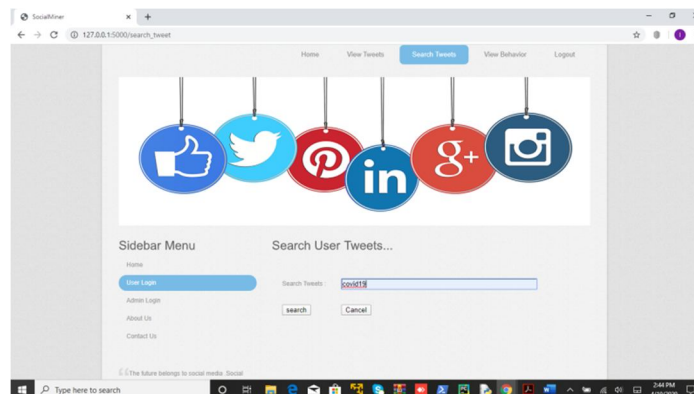 SocialMiner
127.0.0.1:5000/search_tweet
Home View Tweets Search Tweets View Behavior Logout
in g+
Sidebar Menu
Search User Tweets...
Home
User Login
Search Tweets : covid19
Admin Login
search Cancel
About Us
Contact Us
The future belongs to social media .Social
Type here to search
2:44 PM